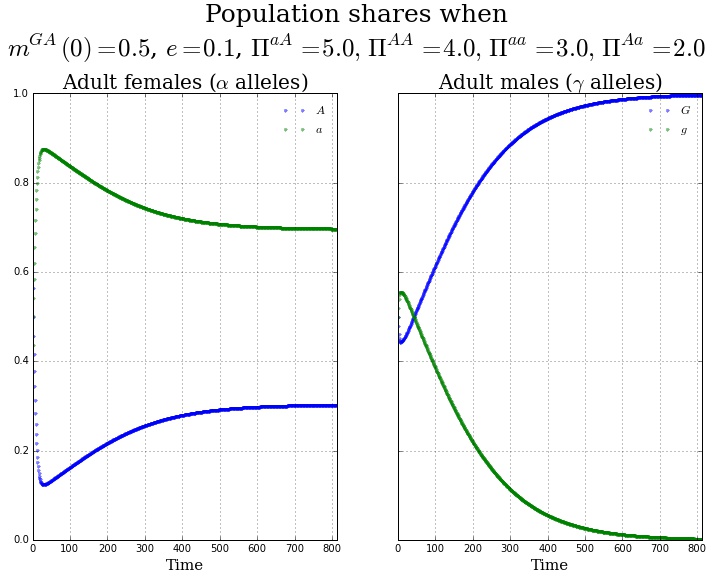 Population shares when
m^{GA}(0)=0.5, e=0.1, Π^{aA}=5.0, Π^{AA}=4.0, Π^{aa}=3.0, Π^{Aa}=2.0
Adult females (α alleles)
1.0
0.8
0.6
0.4
0.2
0.0
A
a
0 100 200 300 400 500 600 700 800
Time
Adult males (γ alleles)
G
g
0 100 200 300 400 500 600 700 800
Time